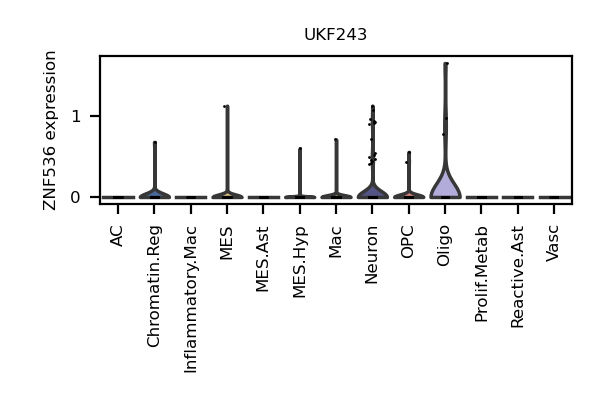 UKF243
ZNF536 expression
1
0
AC
Chromatin.Reg
Inflammatory.Mac
MES
MES.Ast
MES.Hyp
Mac
Neuron
OPC
Oligo
Prolif.Metab
Reactive.Ast
Vasc